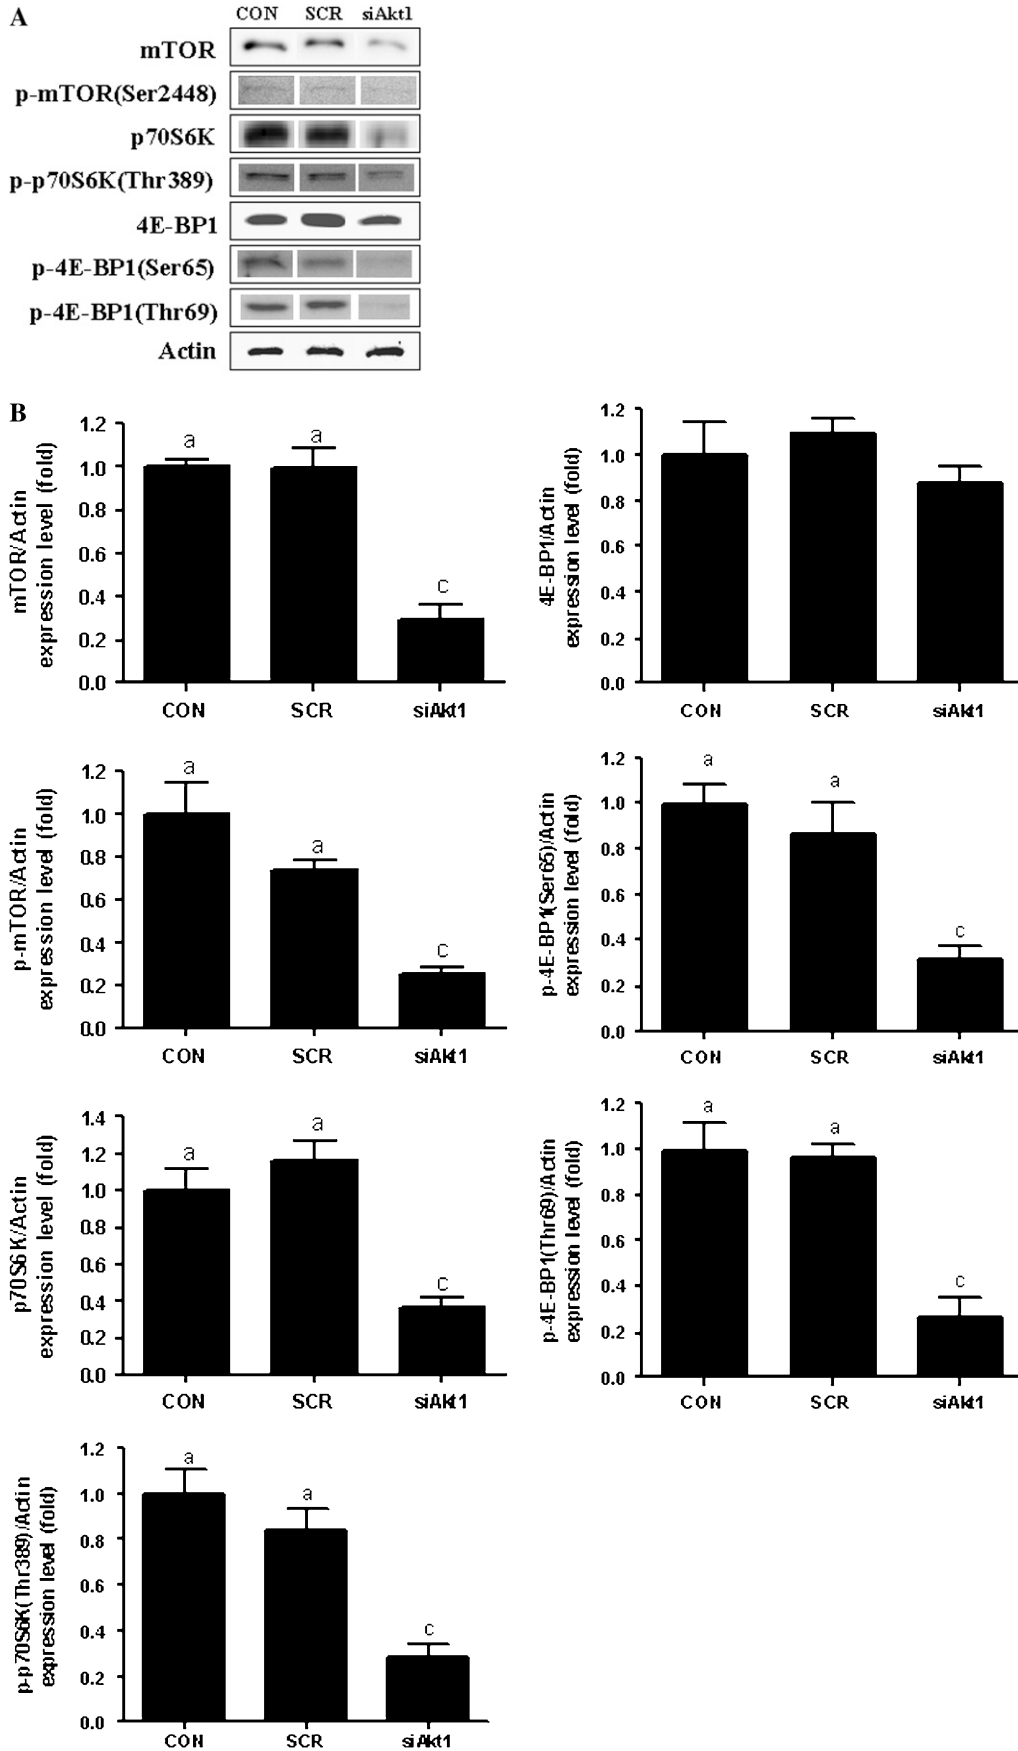 A
CON SCR siAkt1
mTOR
p-mTOR(Ser2448)
p70S6K
p-p70S6K(Thr389)
4E-BP1
p-4E-BP1(Ser65)
p-4E-BP1(Thr69)
Actin
B
mTOR/Actin
expression level (fold)
1.2
1.0
0.8
0.6
0.4
0.2
0.0
a
a
c
CON SCR siAkt1
4E-BP1/Actin
expression level (fold)
1.2
1.0
0.8
0.6
0.4
0.2
0.0
CON SCR siAkt1
p-mTOR/Actin
expression level (fold)
1.2
1.0
0.8
0.6
0.4
0.2
0.0
a
a
c
CON SCR siAkt1
p-4E-BP1(Ser65)/Actin
expression level (fold)
1.2
1.0
0.8
0.6
0.4
0.2
0.0
a
a
c
CON SCR siAkt1
p70S6K/Actin
expression level (fold)
1.4
1.2
1.0
0.8
0.6
0.4
0.2
0.0
a
a
c
CON SCR siAkt1
p-4E-BP1(Thr69)/Actin
expression level (fold)
1.2
1.0
0.8
0.6
0.4
0.2
0.0
a
a
c
CON SCR siAkt1
p-p70S6K(Thr389)/Actin
expression level (fold)
1.2
1.0
0.8
0.6
0.4
0.2
0.0
a
a
c
CON SCR siAkt1